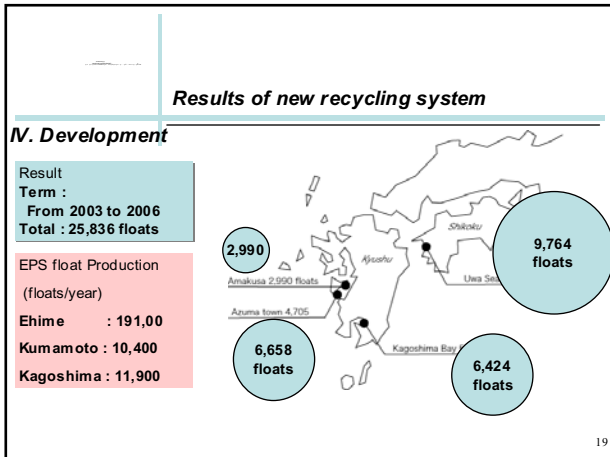 Results of new recycling system
IV. Development
Result
Term :
From 2003 to 2006
Total : 25,836 floats
EPS float Production
(floats/year)
Ehime : 191,00
Kumamoto : 10,400
Kagoshima : 11,900
2,990
Kyushu
Shikoku
9,764
floats
Amakusa 2,990 floats
Uwa Sea
Azuma town 4,705
6,658
floats
Kagoshima Bay
6,424
floats
19